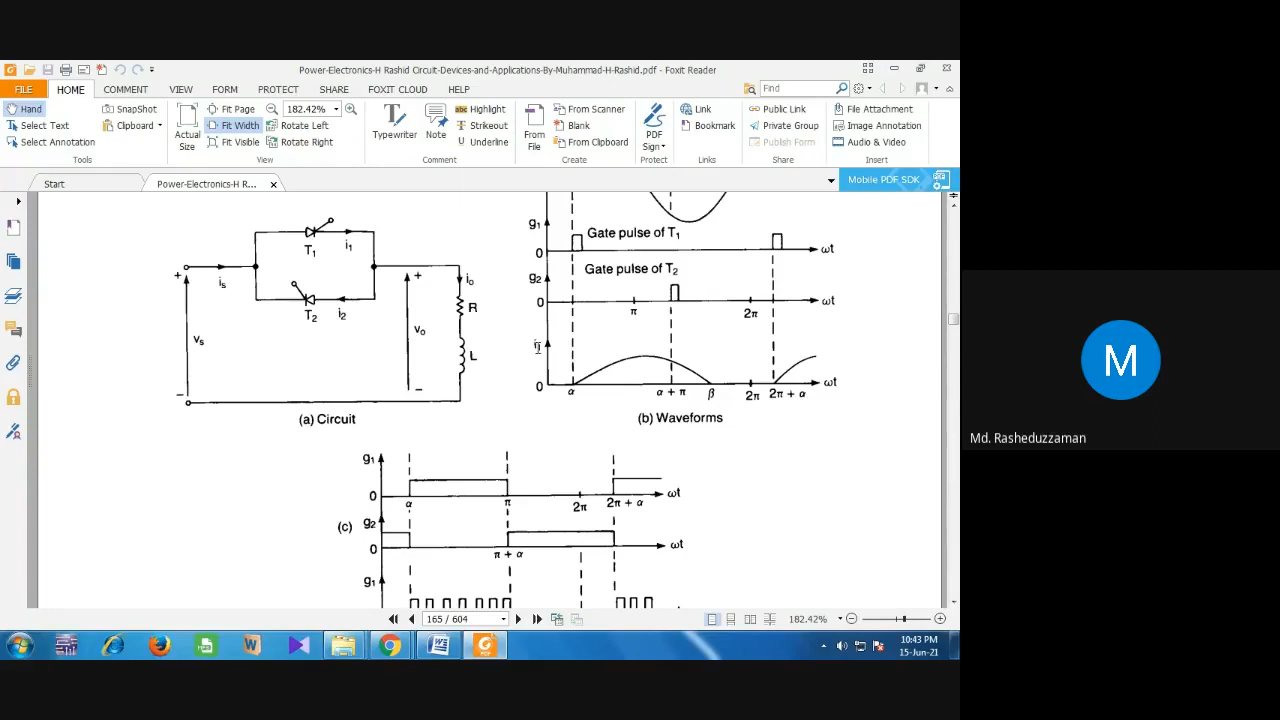 Power-Electronics-H Rashid Circuit-Devices-and-Applications-By-Muhammad-H-Rashid.pdf - Foxit Reader
FILE HOME COMMENT VIEW FORM PROTECT SHARE FOXIT CLOUD HELP Find
Hand SnapShot Fit Page 182.42% Highlight From Scanner Link Public Link File Attachment
Select Text Clipboard Fit Width Rotate Left Strikeout Blank Bookmark Private Group Image Annotation
Select Annotation Actual Size Fit Visible Rotate Right Typewriter Note Underline From File From Clipboard PDF Sign Publish Form Audio & Video
Tools View Comment Create Protect Links Share Insert
Start Power-Electronics-H R... Mobile PDF SDK
T1 i1
+ is + io
T2 i2
R
vs vo
L
− −
(a) Circuit
g1 Gate pulse of T1
0 ωt
Gate pulse of T2
g2
0 π 2π ωt
0 α α + π β 2π 2π + α ωt
(b) Waveforms
g1
0 α π 2π 2π + α ωt
(c) g2
0 π + α ωt
g1
M
Md. Rasheduzzaman
165 / 604 182.42%
10:43 PM
15-Jun-21